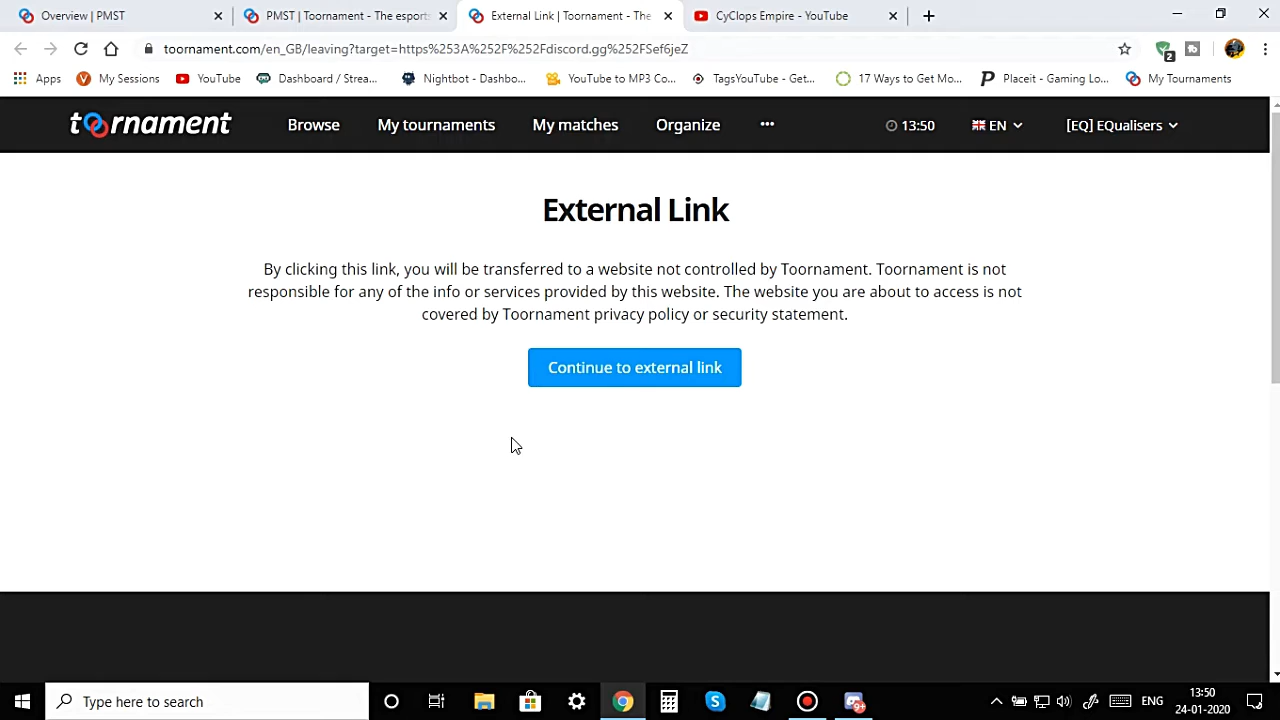 Overview | PMST
PMST | Toornament - The esports
External Link | Toornament - The
CyClops Empire - YouTube
toornament.com/en_GB/leaving?target=https%253A%252F%252Fdiscord.gg%252FSef6jeZ
2
Apps
My Sessions
YouTube
Dashboard / Strea...
Nightbot - Dashbo...
YouTube to MP3 Co...
TagsYouTube - Get...
17 Ways to Get Mo...
Placeit - Gaming Lo...
My Tournaments
toornament
Browse
My tournaments
My matches
Organize
13:50
EN
[EQ] EQualisers
External Link
By clicking this link, you will be transferred to a website not controlled by Toornament. Toornament is not
responsible for any of the info or services provided by this website. The website you are about to access is not
covered by Toornament privacy policy or security statement.
Continue to external link
Type here to search
9+
ENG
13:50
24-01-2020